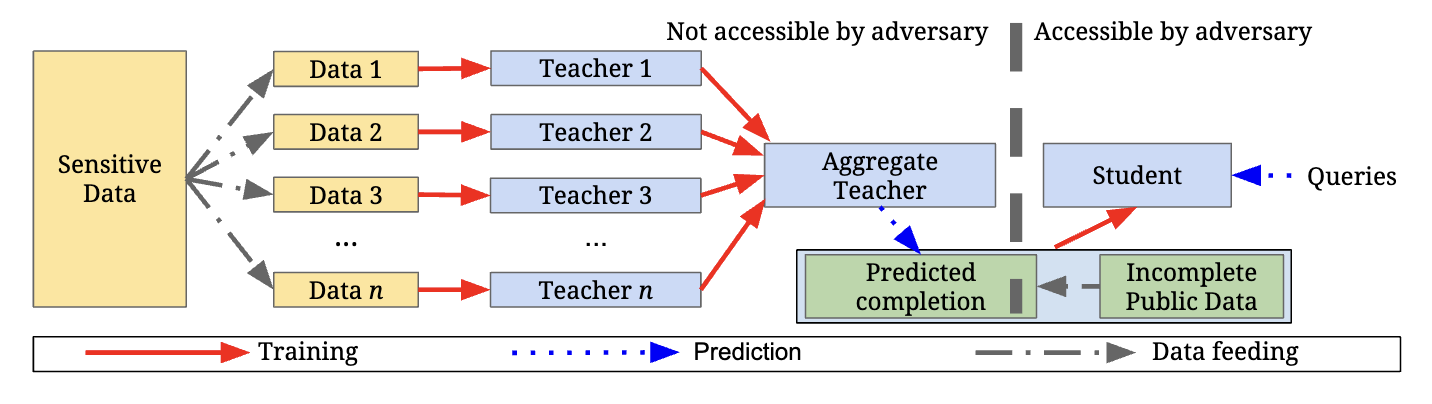 Not accessible by adversary
Accessible by adversary
Sensitive
Data
Data 1
Teacher 1
Data 2
Teacher 2
Data 3
Teacher 3
...
...
Data n
Teacher n
Aggregate
Teacher
Student
Queries
Predicted
completion
Incomplete
Public Data
Training
Prediction
Data feeding